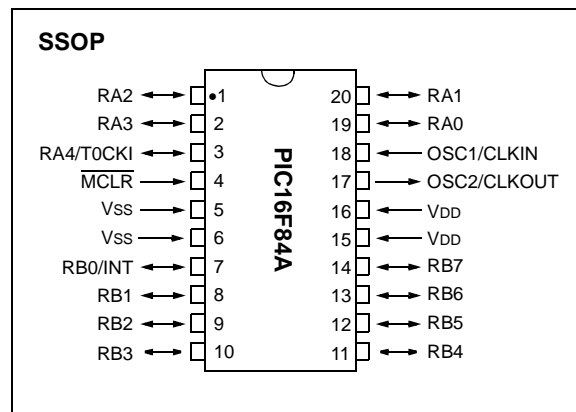 SSOP
RA2 •1 20 RA1
RA3 2 19 RA0
RA4/T0CKI 3 18 OSC1/CLKIN
MCLR 4 17 OSC2/CLKOUT
VSS 5 16 VDD
VSS 6 15 VDD
RB0/INT 7 14 RB7
RB1 8 13 RB6
RB2 9 12 RB5
RB3 10 11 RB4
PIC16F84A